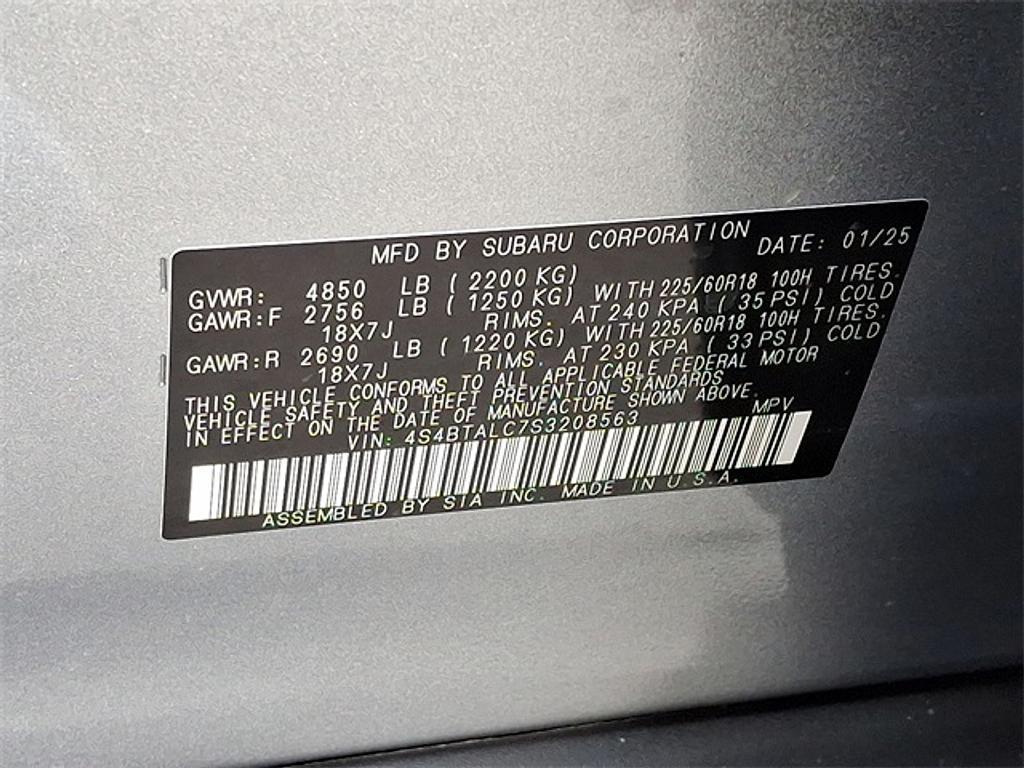 MFD BY SUBARU CORPORATION DATE: 01/25
GVWR: 4850 LB ( 2200 KG)
GAWR:F 2756 LB ( 1250 KG) WITH 225/60R18 100H TIRES.
18X7J RIMS. AT 240 KPA ( 35 PSI) COLD
GAWR:R 2690 LB ( 1220 KG) WITH 225/60R18 100H TIRES.
18X7J RIMS. AT 230 KPA ( 33 PSI) COLD
THIS VEHICLE CONFORMS TO ALL APPLICABLE FEDERAL MOTOR
VEHICLE SAFETY AND THEFT PREVENTION STANDARDS
IN EFFECT ON THE DATE OF MANUFACTURE SHOWN ABOVE.
VIN: 4S4BTALC7S3208563 MPV
ASSEMBLED BY SIA INC. MADE IN U.S.A.